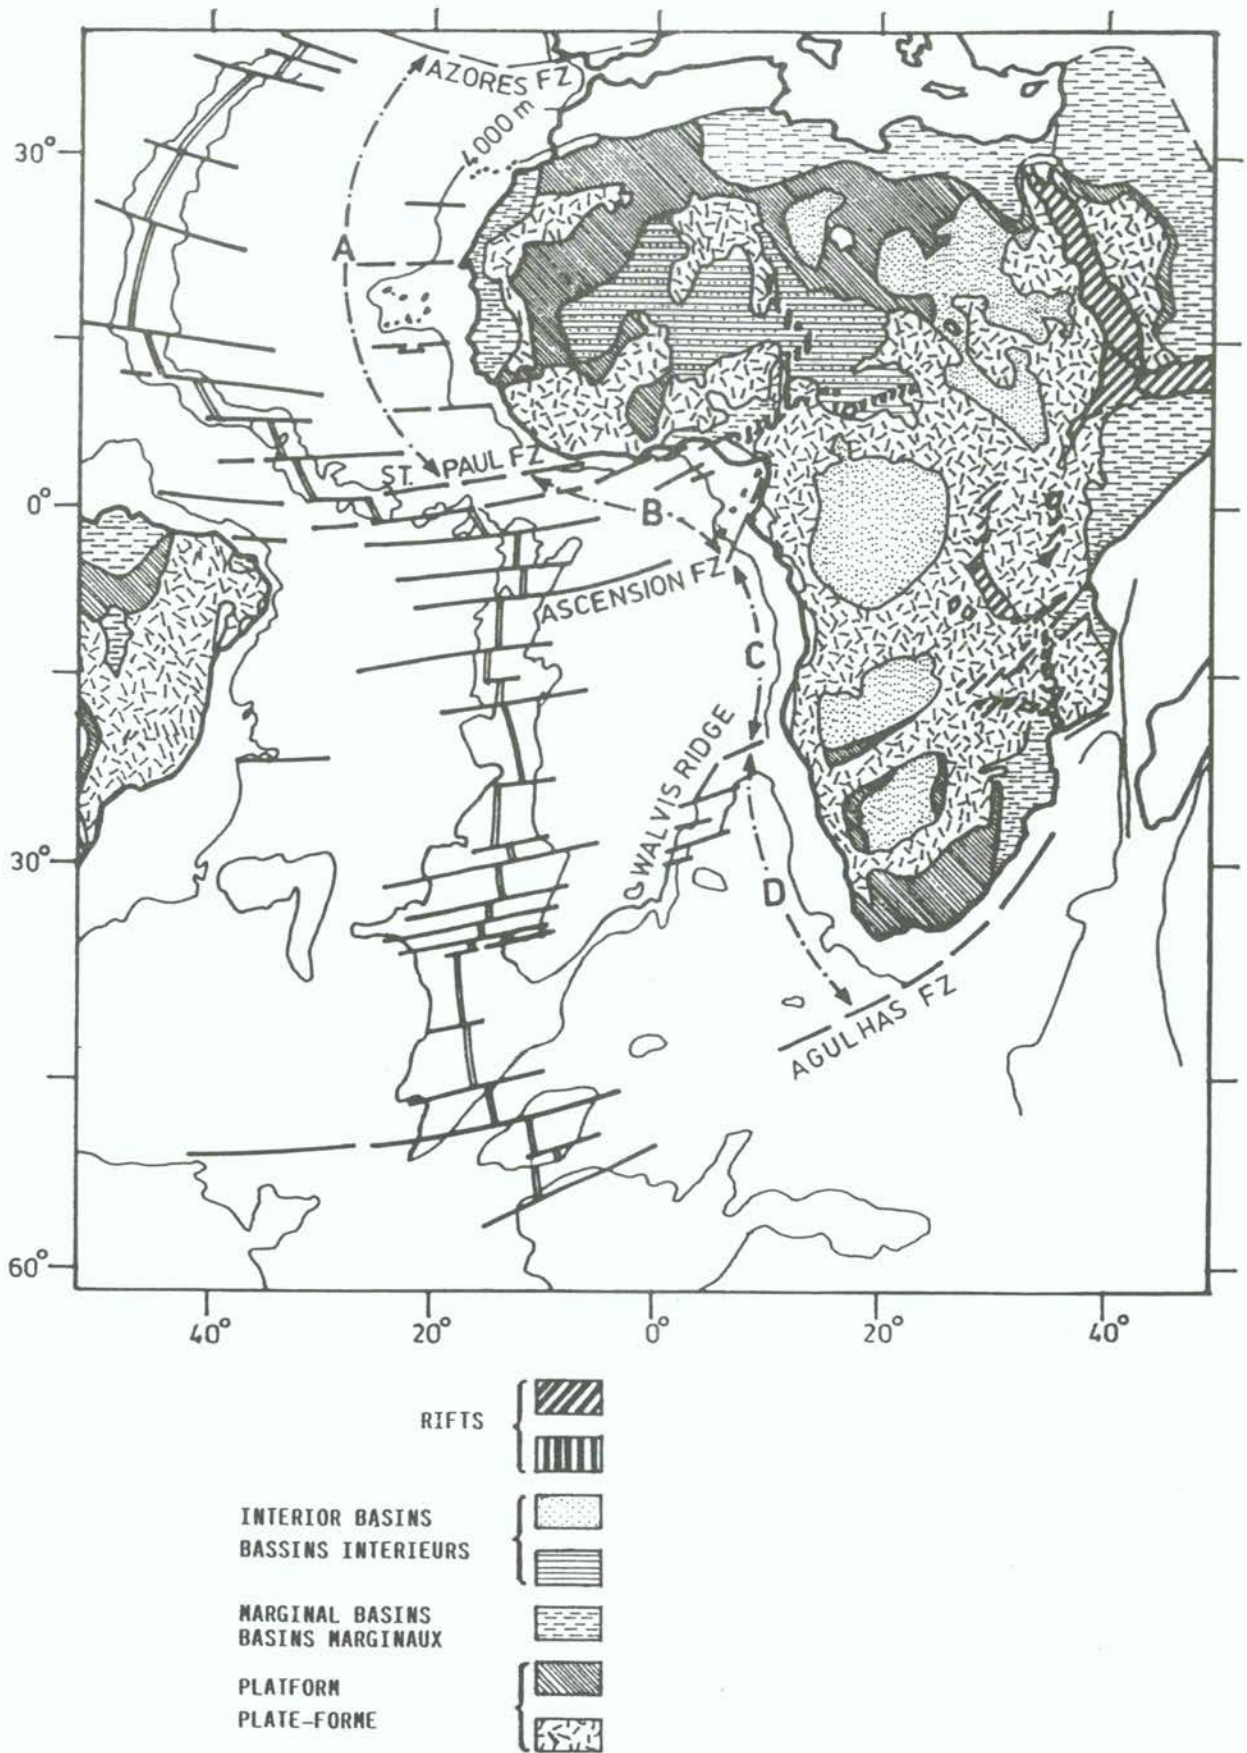 AZORES FZ
4000 m
30°
A
ST. PAUL FZ
0°
B
ASCENSION FZ
C
WALVIS RIDGE
30°
D
AGULHAS FZ
60°
40°
20°
0°
20°
40°
RIFTS
INTERIOR BASINS
BASSINS INTERIEURS
MARGINAL BASINS
BASINS MARGINAUX
PLATFORM
PLATE-FORME